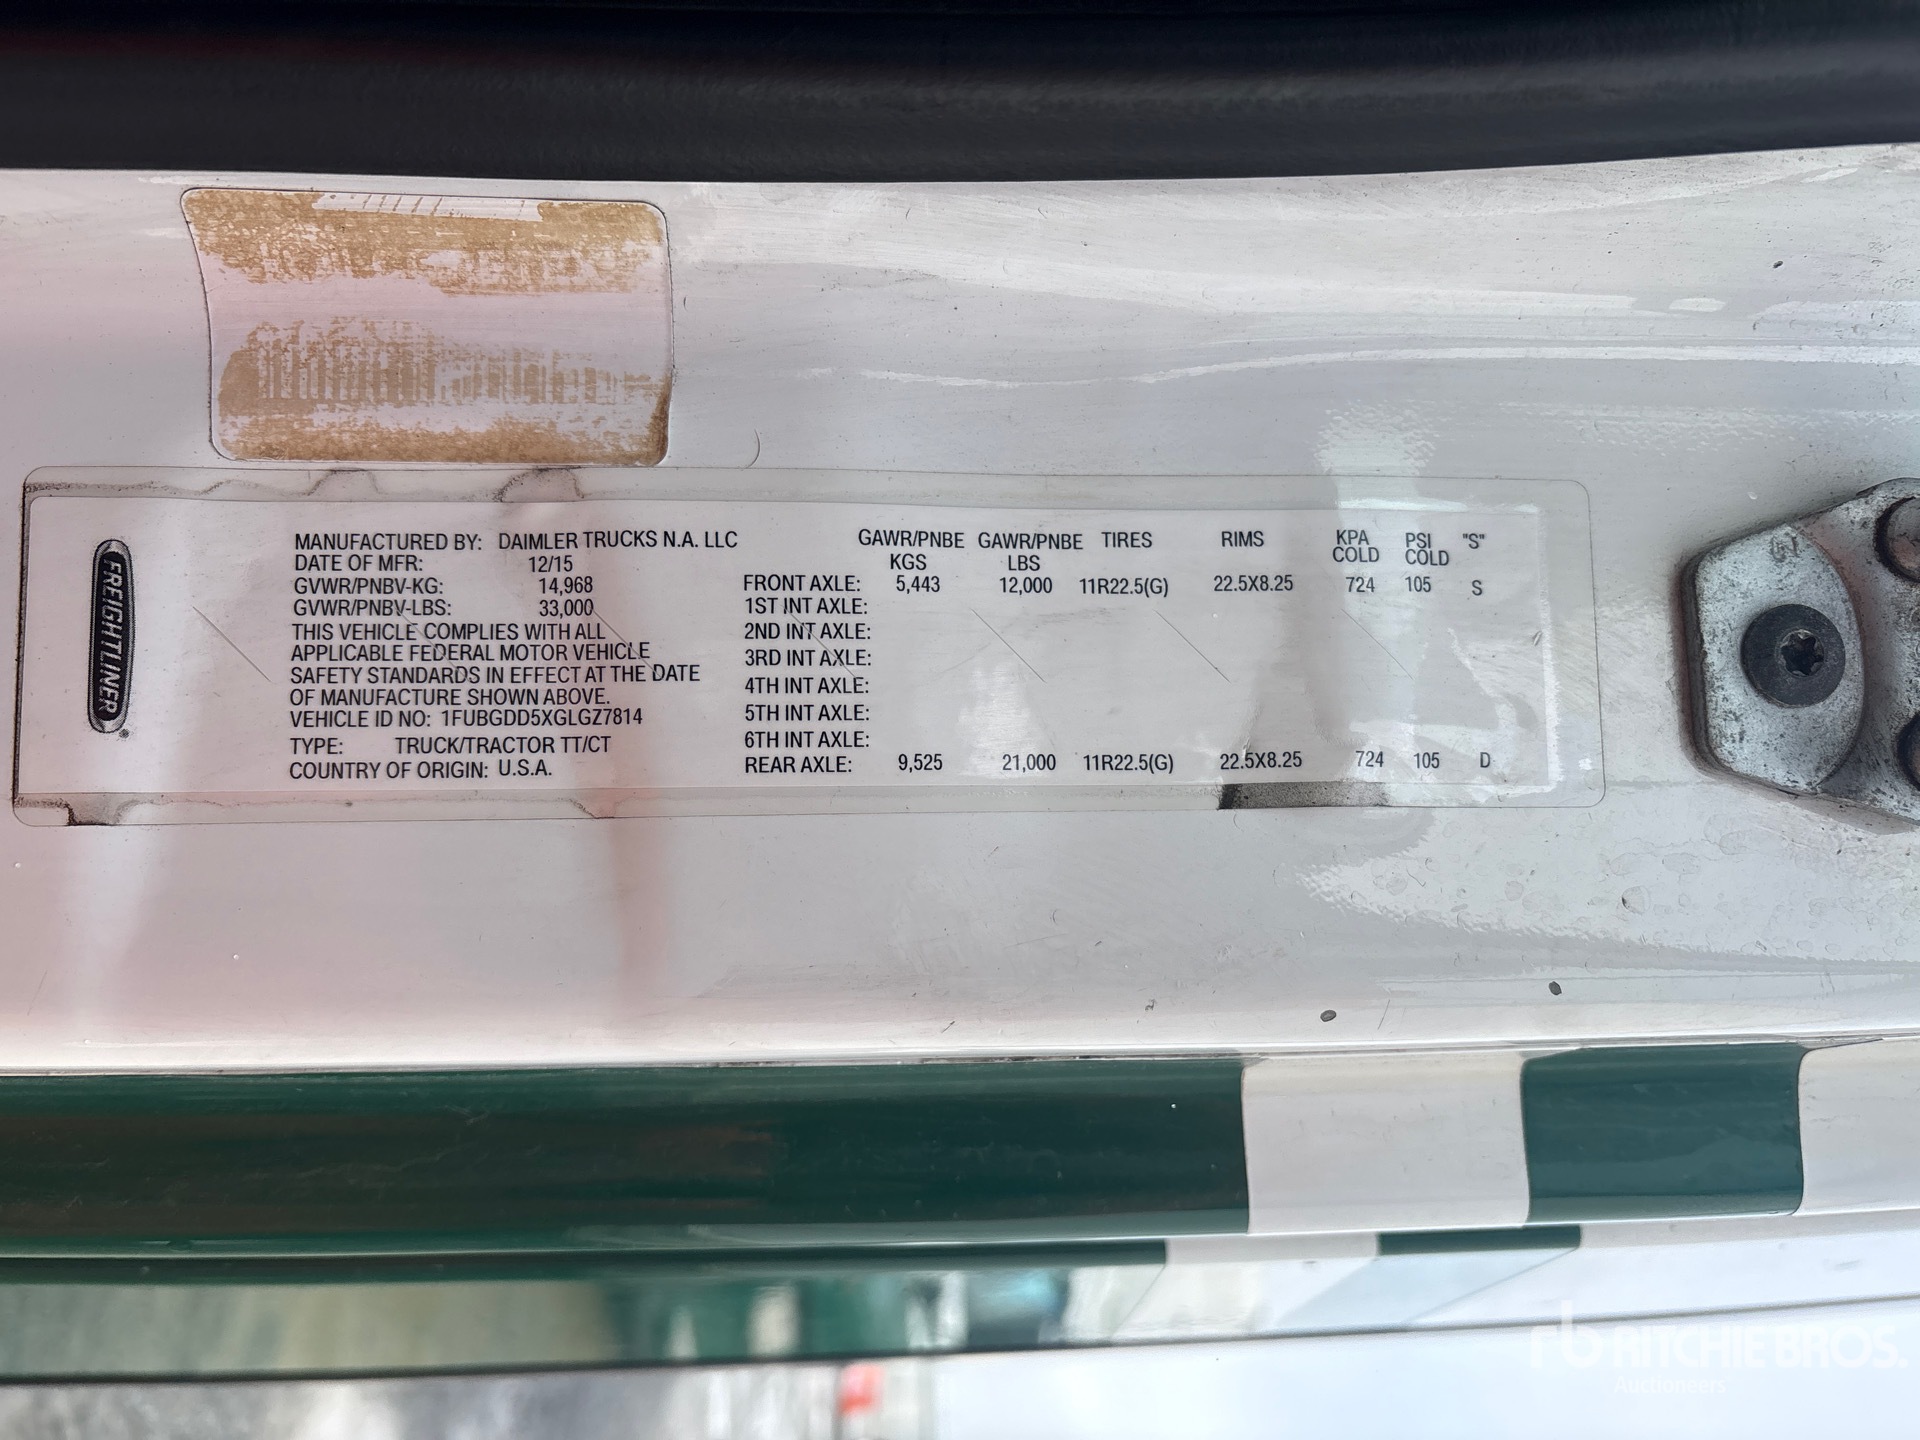 FREIGHTLINER®
MANUFACTURED BY: DAIMLER TRUCKS N.A. LLC
DATE OF MFR: 12/15
GVWR/PNBV-KG: 14,968
GVWR/PNBV-LBS: 33,000
THIS VEHICLE COMPLIES WITH ALL
APPLICABLE FEDERAL MOTOR VEHICLE
SAFETY STANDARDS IN EFFECT AT THE DATE
OF MANUFACTURE SHOWN ABOVE.
VEHICLE ID NO: 1FUBGDD5XGLGZ7814
TYPE: TRUCK/TRACTOR TT/CT
COUNTRY OF ORIGIN: U.S.A.
GAWR/PNBE KGS GAWR/PNBE LBS TIRES RIMS KPA COLD PSI COLD "S"
FRONT AXLE: 5,443 12,000 11R22.5(G) 22.5X8.25 724 105 S
1ST INT AXLE:
2ND INT AXLE:
3RD INT AXLE:
4TH INT AXLE:
5TH INT AXLE:
6TH INT AXLE:
REAR AXLE: 9,525 21,000 11R22.5(G) 22.5X8.25 724 105 D
rb RITCHIE BROS.
Auctioneers